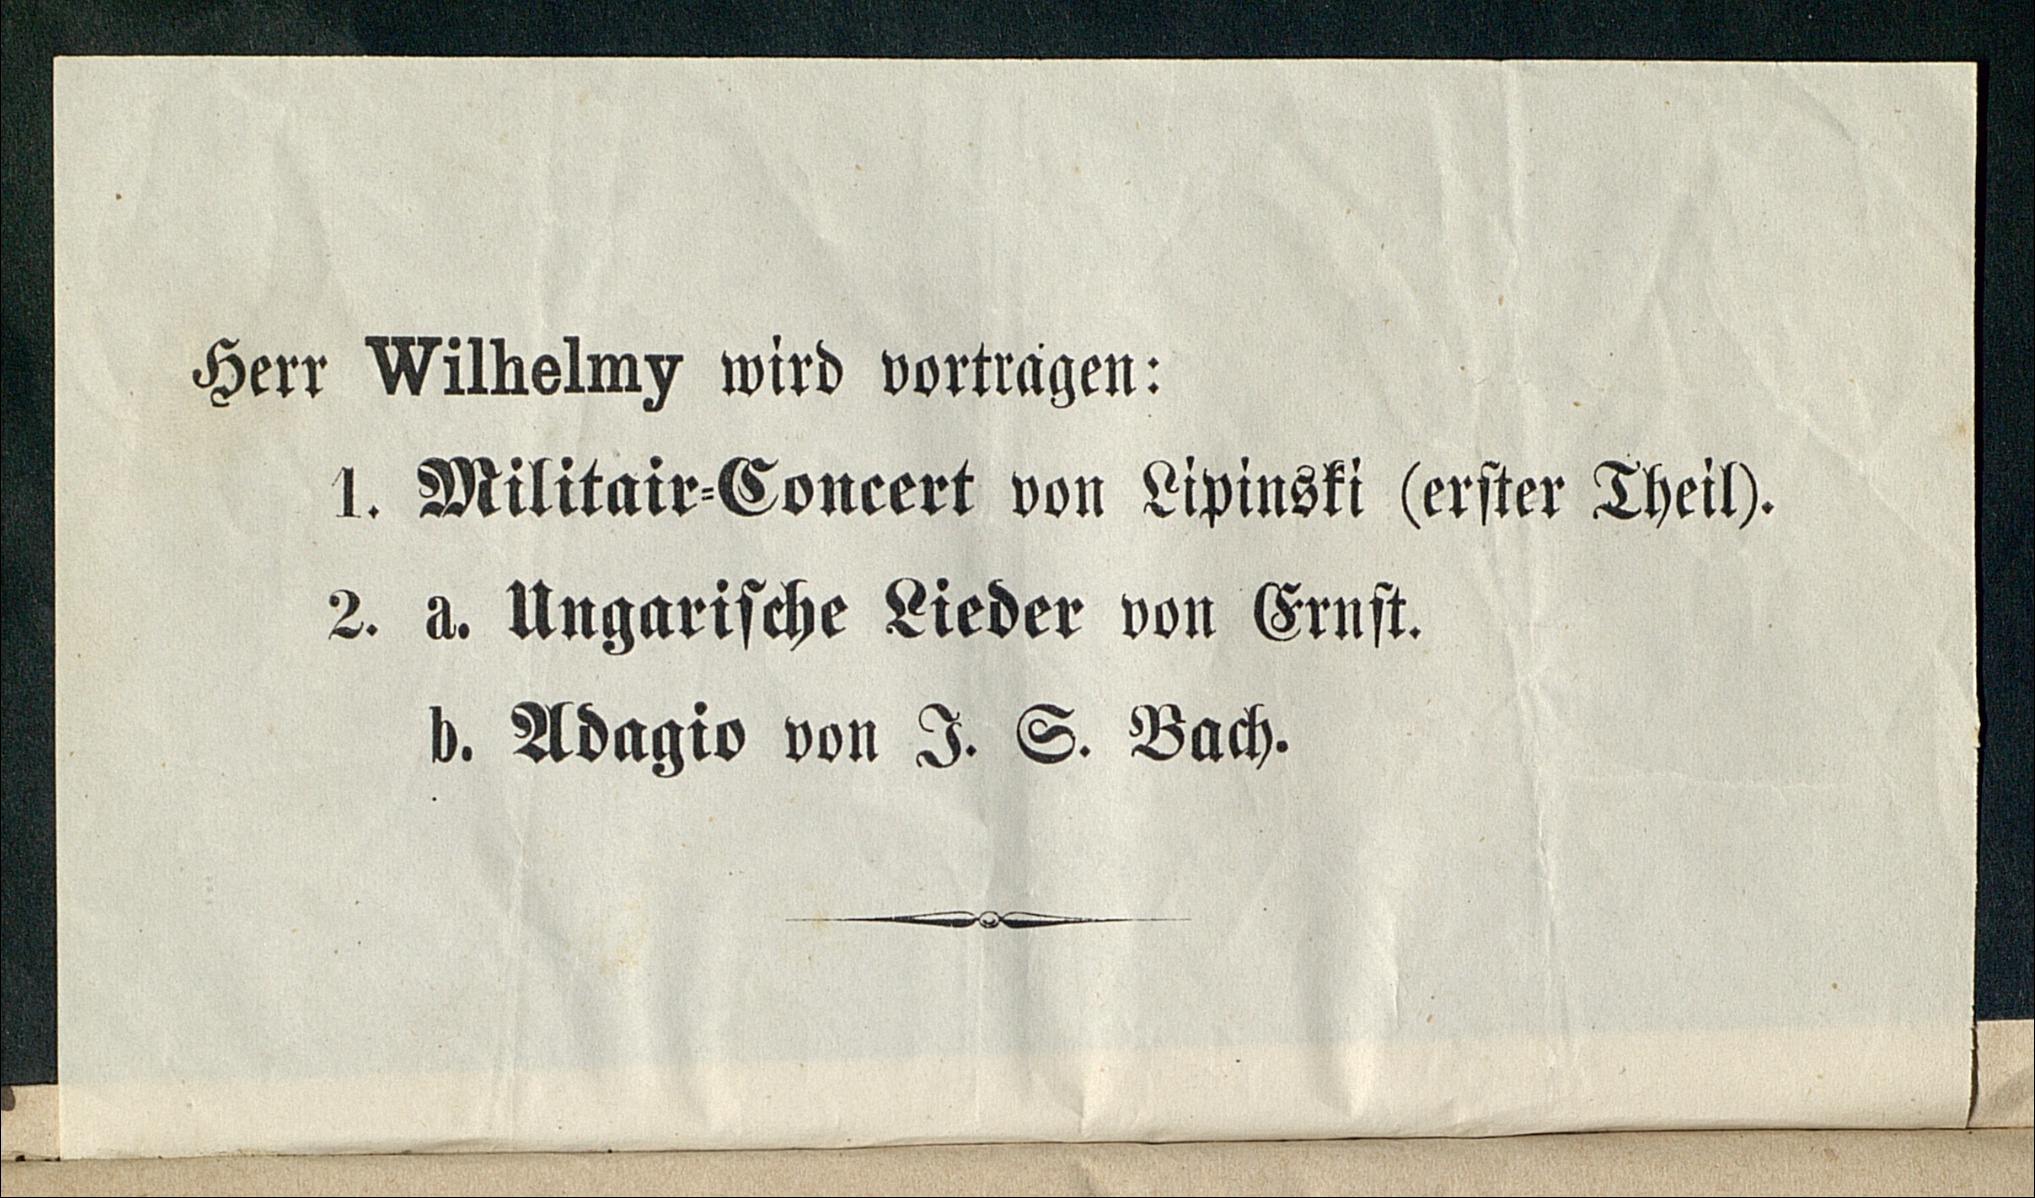 Herr Wilhelmy wird vortragen:
1. Militair-Concert von Lipinski (erſter Theil).
2. a. Ungariſche Lieder von Ernſt.
b. Adagio von J. S. Bach.